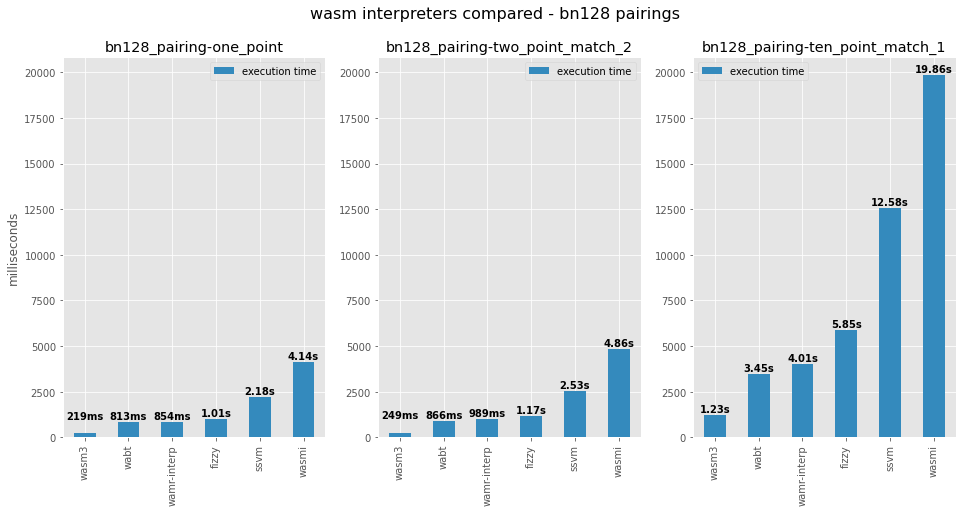 wasm interpreters compared - bn128 pairings
bn128_pairing-one_point
milliseconds
20000
17500
15000
12500
10000
7500
5000
2500
0
execution time
219ms
813ms
854ms
1.01s
2.18s
4.14s
wasm3
wabt
wamr-interp
fizzy
ssvm
wasmi
bn128_pairing-two_point_match_2
20000
17500
15000
12500
10000
7500
5000
2500
0
execution time
249ms
866ms
989ms
1.17s
2.53s
4.86s
wasm3
wabt
wamr-interp
fizzy
ssvm
wasmi
bn128_pairing-ten_point_match_1
20000
17500
15000
12500
10000
7500
5000
2500
0
execution time
1.23s
3.45s
4.01s
5.85s
12.58s
19.86s
wasm3
wabt
wamr-interp
fizzy
ssvm
wasmi